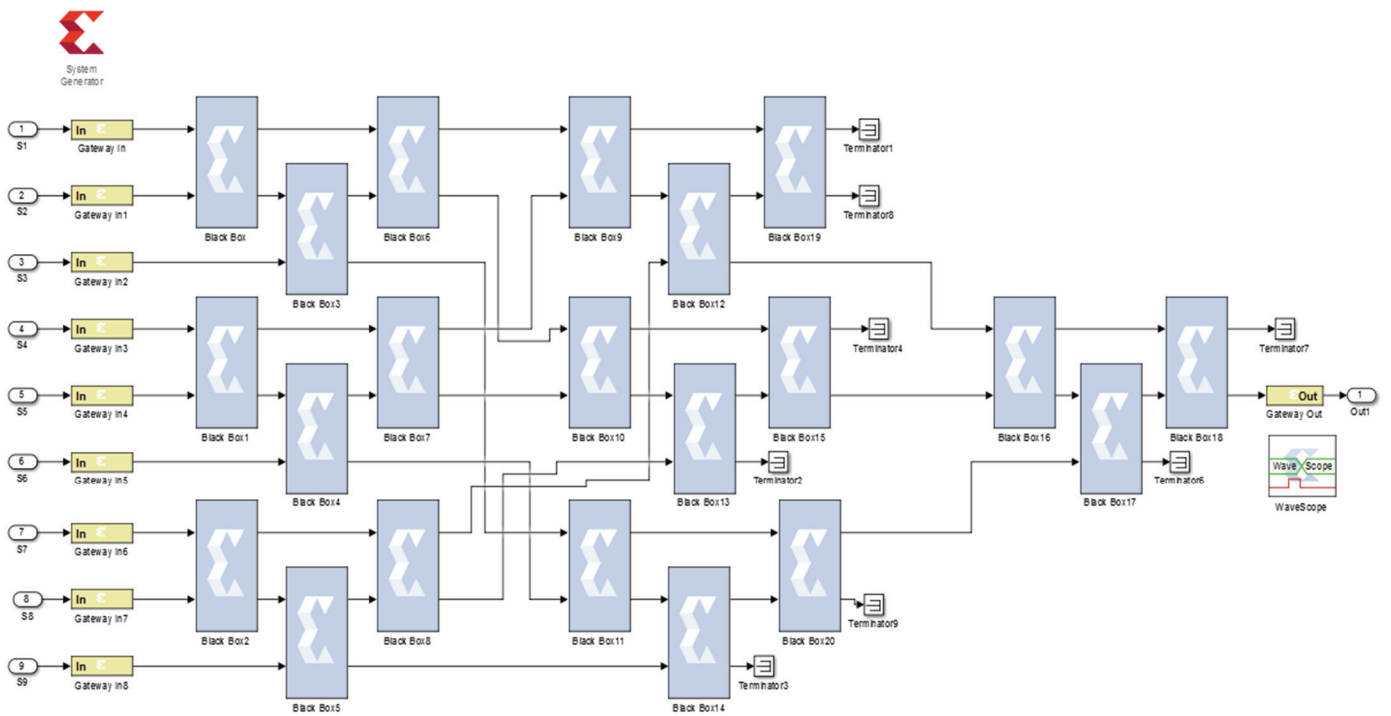 System
Generator
1
In
S1
Gateway In
Terminator1
2
In
S2
Gateway In1
Terminator8
Black Box
Black Box6
Black Box9
Black Box19
3
In
S3
Gateway In2
Black Box3
Black Box12
4
In
S4
Gateway In3
Terminator4
Terminator7
5
In
S5
Gateway In4
Out
1
Gateway Out
Out1
Black Box1
Black Box7
Black Box10
Black Box15
Black Box16
Black Box18
6
In
S6
Gateway In5
Terminator2
Terminator6
Wave Scope
Black Box4
Black Box13
Black Box17
WaveScope
7
In
S7
Gateway In6
8
In
S8
Gateway In7
Terminator9
Black Box2
Black Box8
Black Box11
Black Box20
9
In
S9
Gateway In8
Terminator3
Black Box5
Black Box14